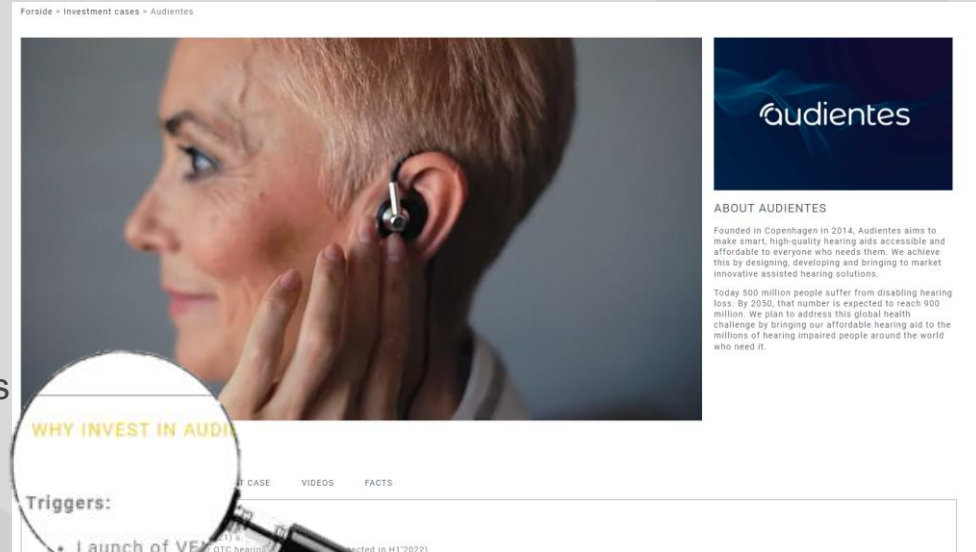 Forside > Investment cases > Audientes
audientes
ABOUT AUDIENTES
Founded in Copenhagen in 2014, Audientes aims to
make smart, high-quality hearing aids accessible and
affordable to everyone who needs them. We achieve
this by designing, developing and bringing to market
innovative assisted hearing solutions.
Today 500 million people suffer from disabling hearing
loss. By 2050, that number is expected to reach 900
million. We plan to address this global health
challenge by bringing our affordable hearing aid to the
millions of hearing impaired people around the world
who need it.
WHY INVEST IN
CASE VIDEOS FACTS
Triggers:
• Launch of
OTC in H1'2022)